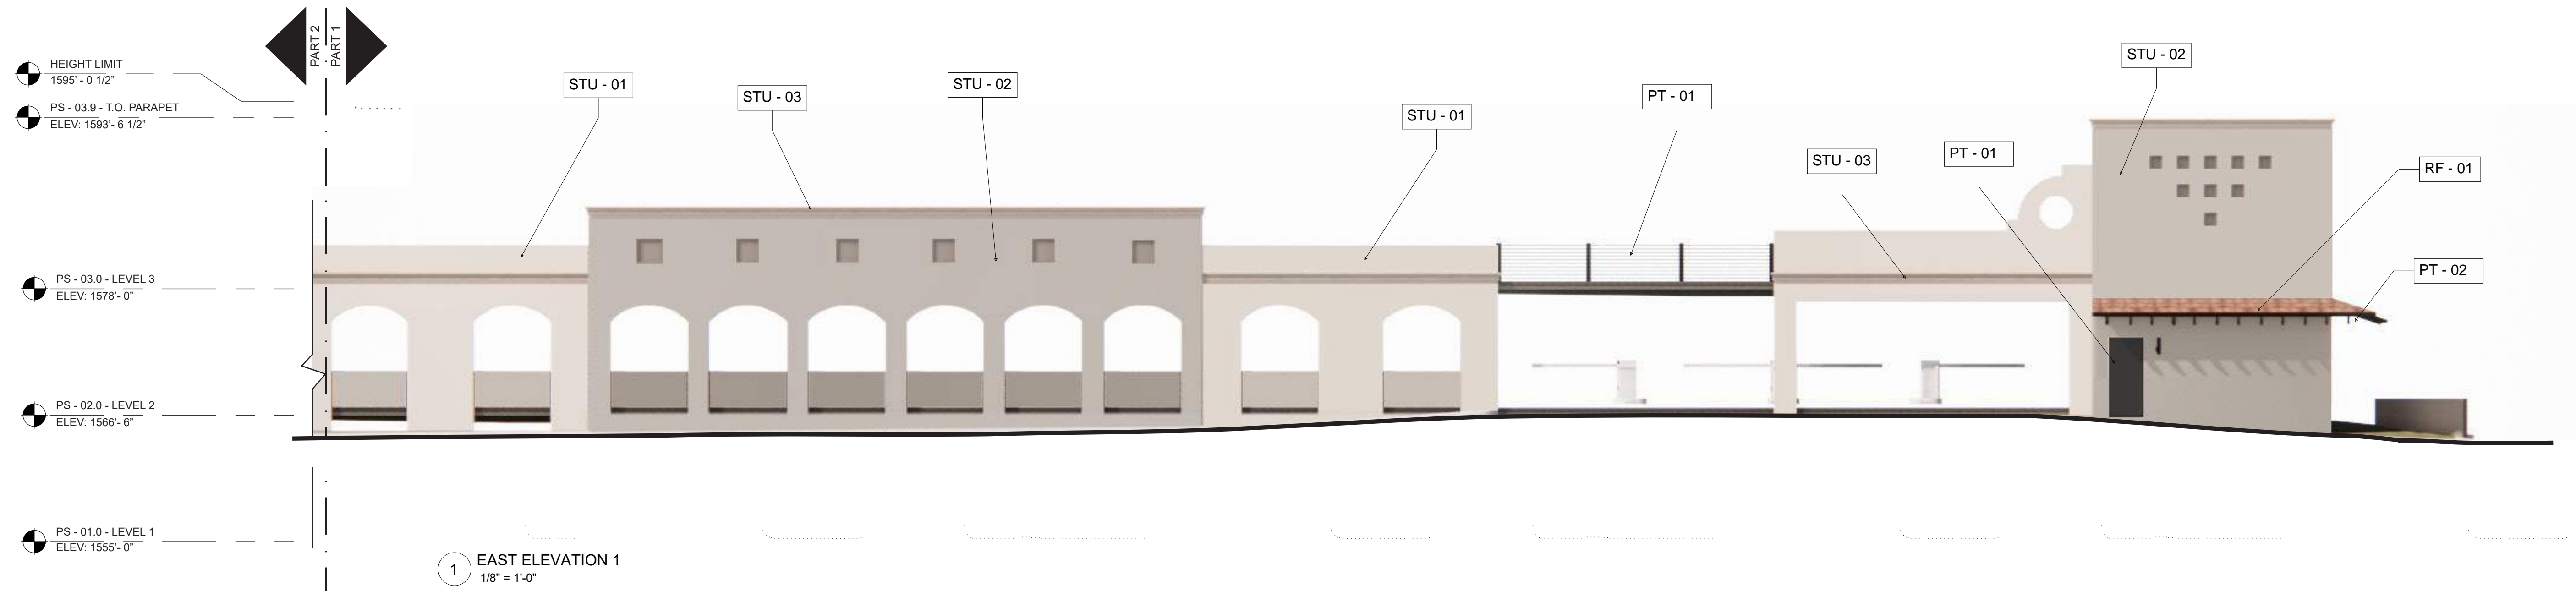 PART 2
PART 1
HEIGHT LIMIT
1595' - 0 1/2"
PS - 03.9 - T.O. PARAPET
ELEV: 1593'- 6 1/2"
PS - 03.0 - LEVEL 3
ELEV: 1578'- 0"
PS - 02.0 - LEVEL 2
ELEV: 1566'- 6"
PS - 01.0 - LEVEL 1
ELEV: 1555'- 0"
STU - 01
STU - 03
STU - 02
STU - 01
PT - 01
STU - 03
PT - 01
STU - 02
RF - 01
PT - 02
1
EAST ELEVATION 1
1/8" = 1'-0"